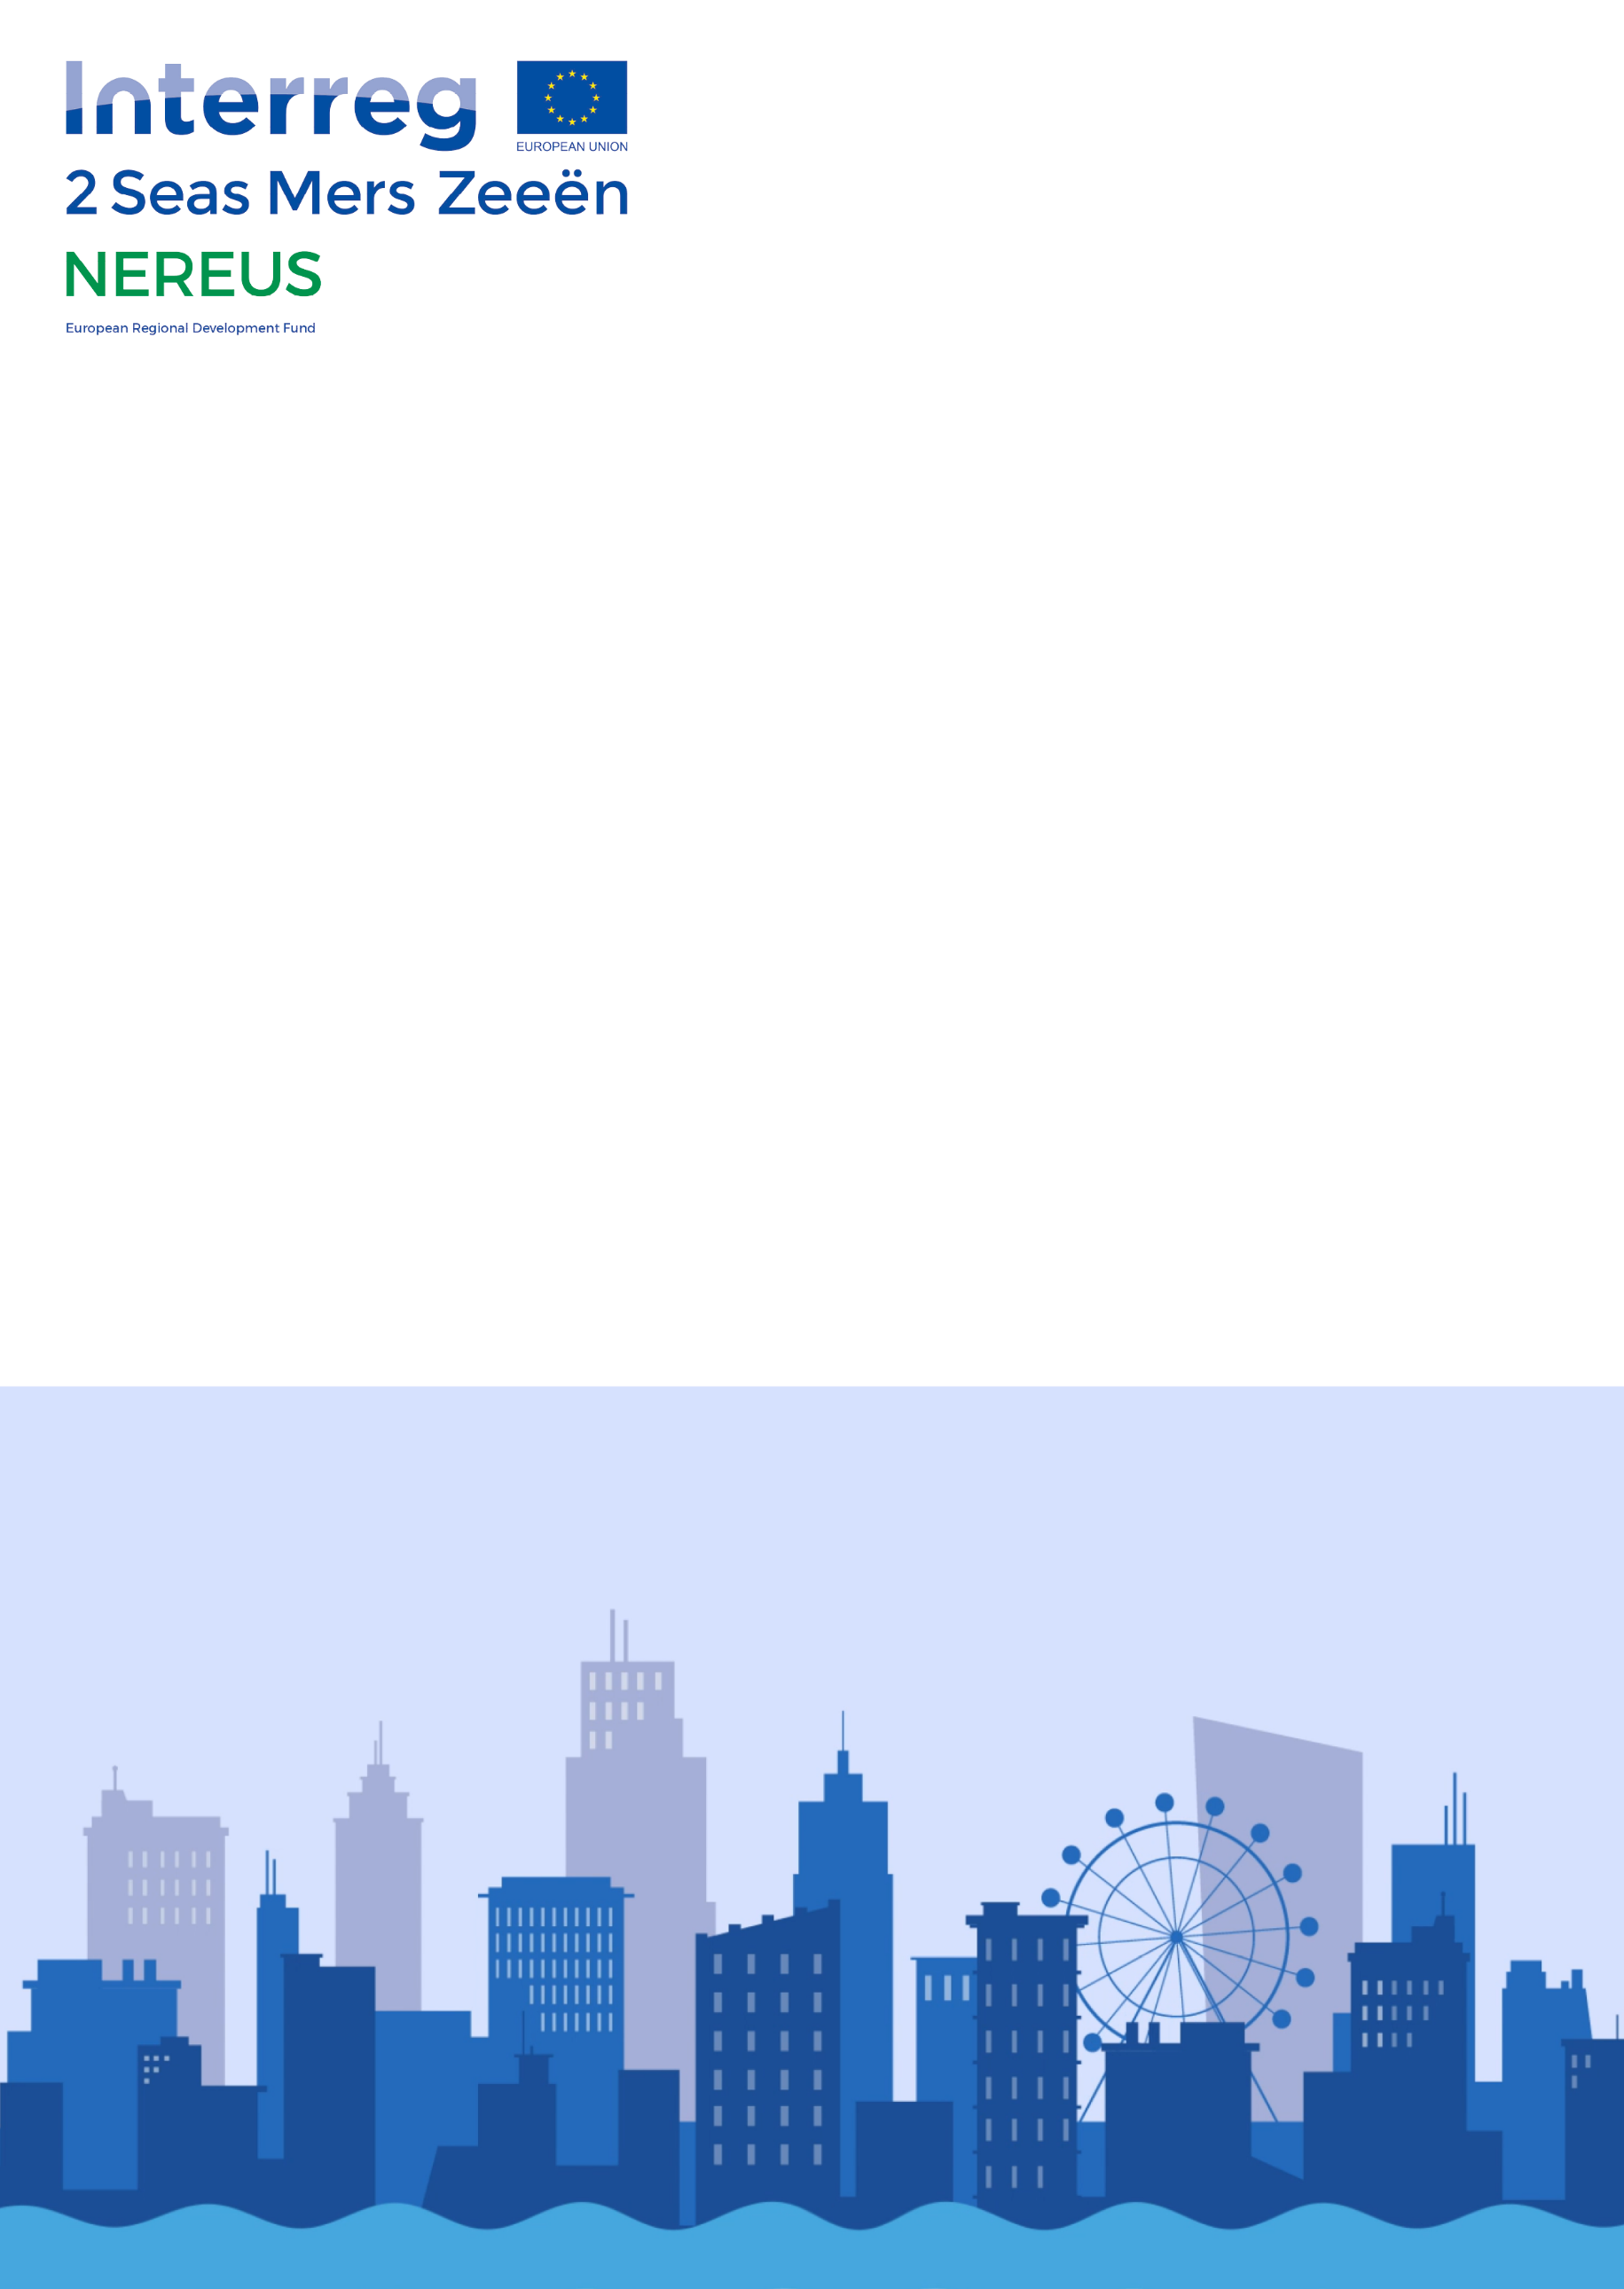 Interreg
EUROPEAN UNION
2 Seas Mers Zeeën
NEREUS
European Regional Development Fund